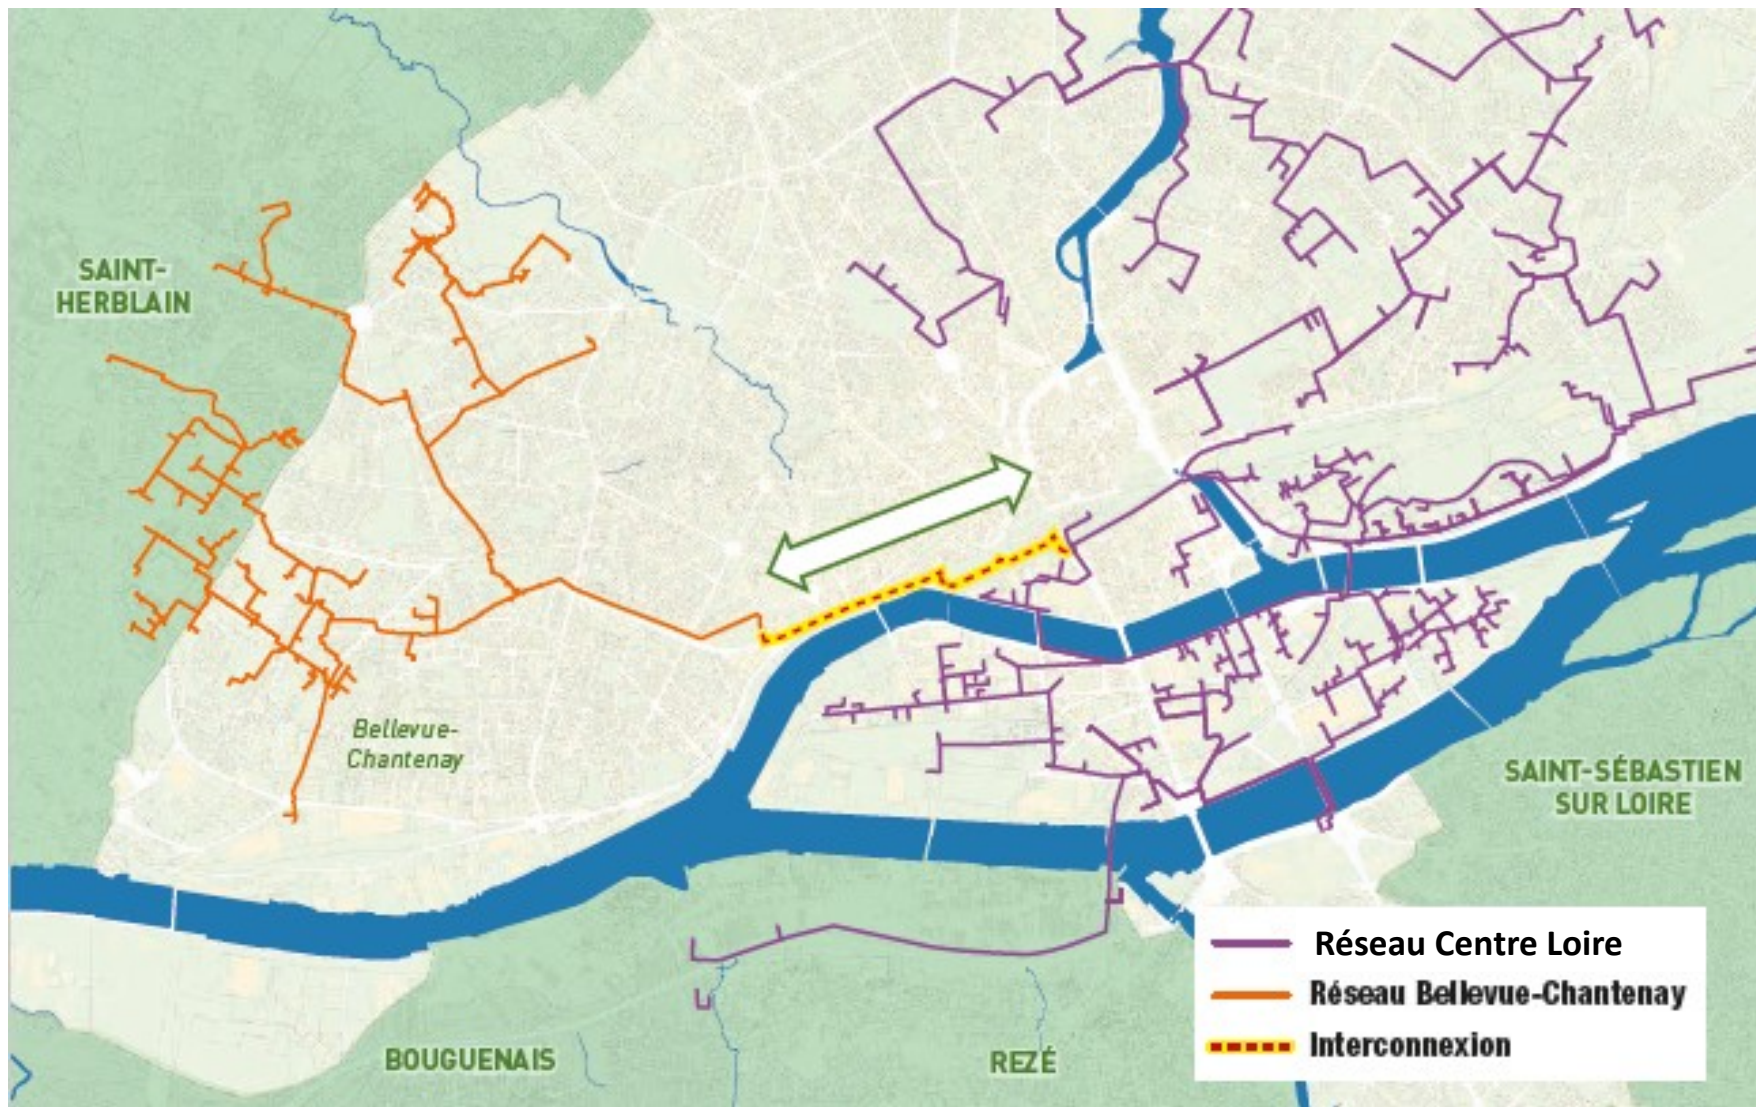 SAINT-
HERBLAIN
Bellevue-
Chantenay
SAINT-SÉBASTIEN
SUR LOIRE
BOUGUENAIS
REZÉ
Réseau Centre Loire
Réseau Bellevue-Chantenay
Interconnexion